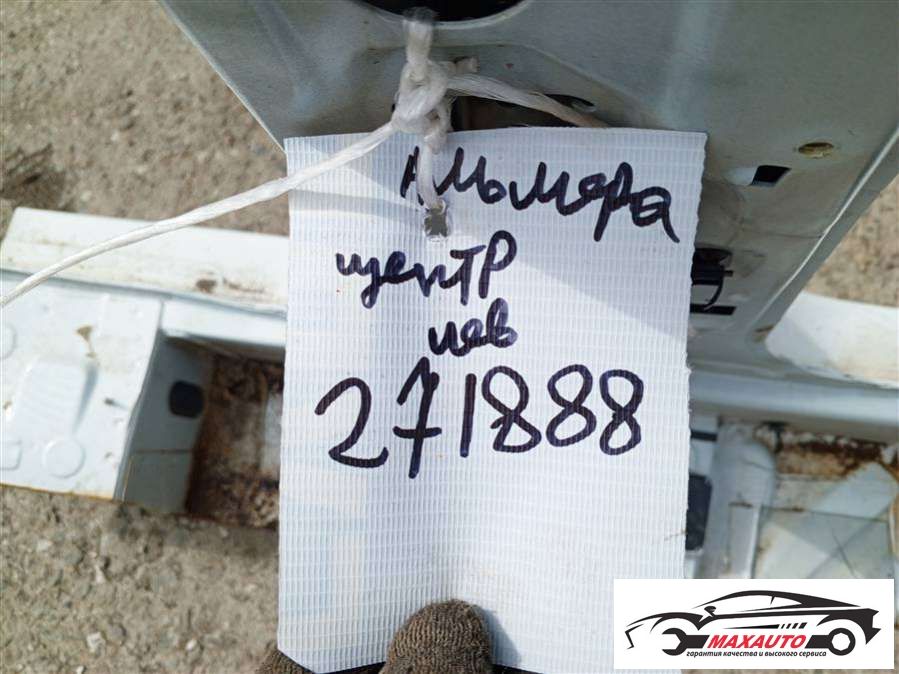 Альмера
центр
лев
271888
MAXAUTO
гарантия качества и высокого сервиса